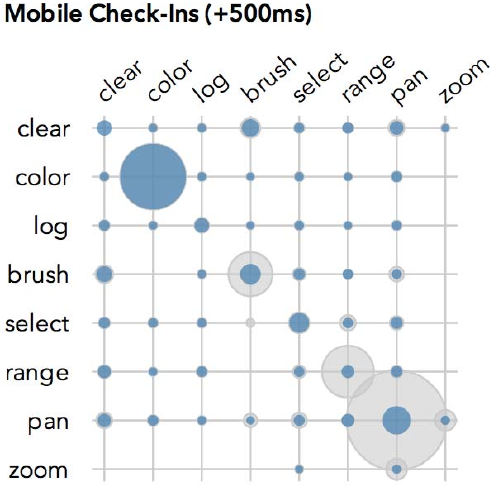 Mobile Check-Ins (+500ms)
clear color log brush select range pan zoom
clear
color
log
brush
select
range
pan
zoom